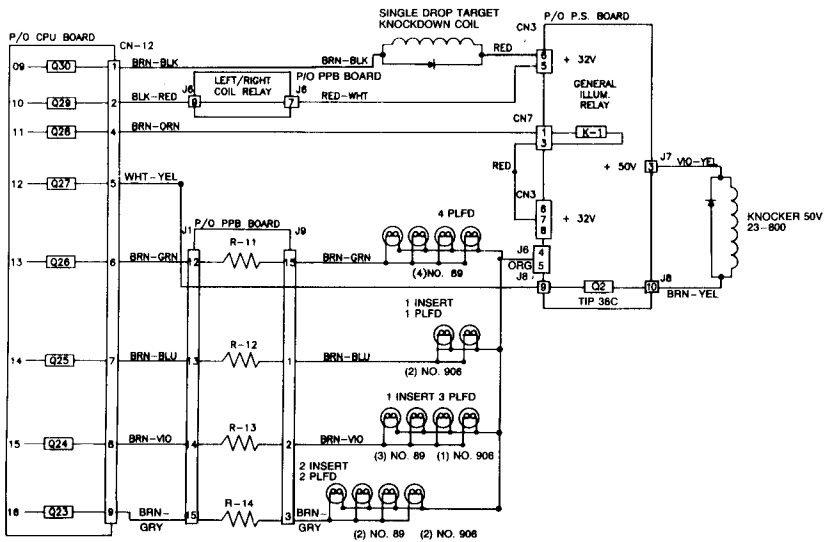 SINGLE DROP TARGET
KNOCKDOWN COIL
P/O P.S. BOARD
P/O CPU BOARD
CN-12
CN3
RED
09 Q30 1 BRN-BLK BRN-BLK
6
5
+ 32V
LEFT/RIGHT
COIL RELAY
P/O PPB BOARD
J6 J6
10 Q29 2 BLK-RED 9 7 RED-WHT
GENERAL
ILLUM.
RELAY
CN7
11 Q28 4 BRN-ORN
1 K-1
3
RED
+ 50V 3 J7 VIO-YEL
12 Q27 5 WHT-YEL
CN3
6
7
8
+ 32V
KNOCKER 50V
23-800
P/O PPB BOARD
J1 J9
4 PLFD
R-11
J6 4
ORG 5
13 Q26 6 BRN-GRN 12 15 BRN-GRN
(4)NO. 89
J8 9 Q2 10 J8
TIP 36C
BRN-YEL
1 INSERT
1 PLFD
R-12
14 Q25 7 BRN-BLU 13 1 BRN-BLU
(2) NO. 906
1 INSERT 3 PLFD
R-13
15 Q24 8 BRN-VIO 14 2 BRN-VIO
(3) NO. 89 (1) NO. 906
2 INSERT
2 PLFD
R-14
16 Q23 9 BRN-
GRY
15 3 BRN-
GRY
(2) NO. 89 (2) NO. 906